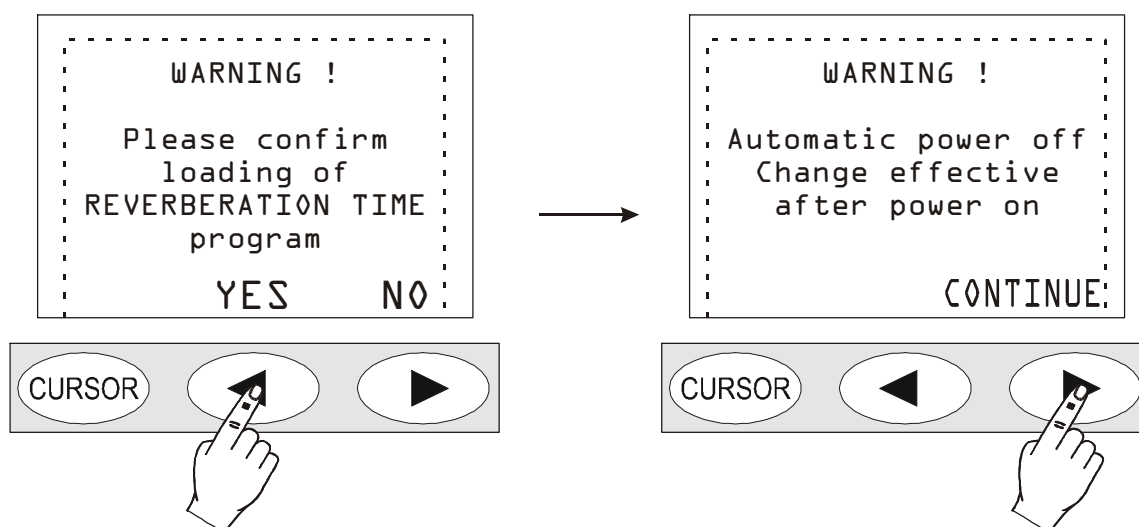 WARNING !
Please confirm
loading of
REVERBERATION TIME
program
YES NO
CURSOR
WARNING !
Automatic power off
Change effective
after power on
CONTINUE
CURSOR